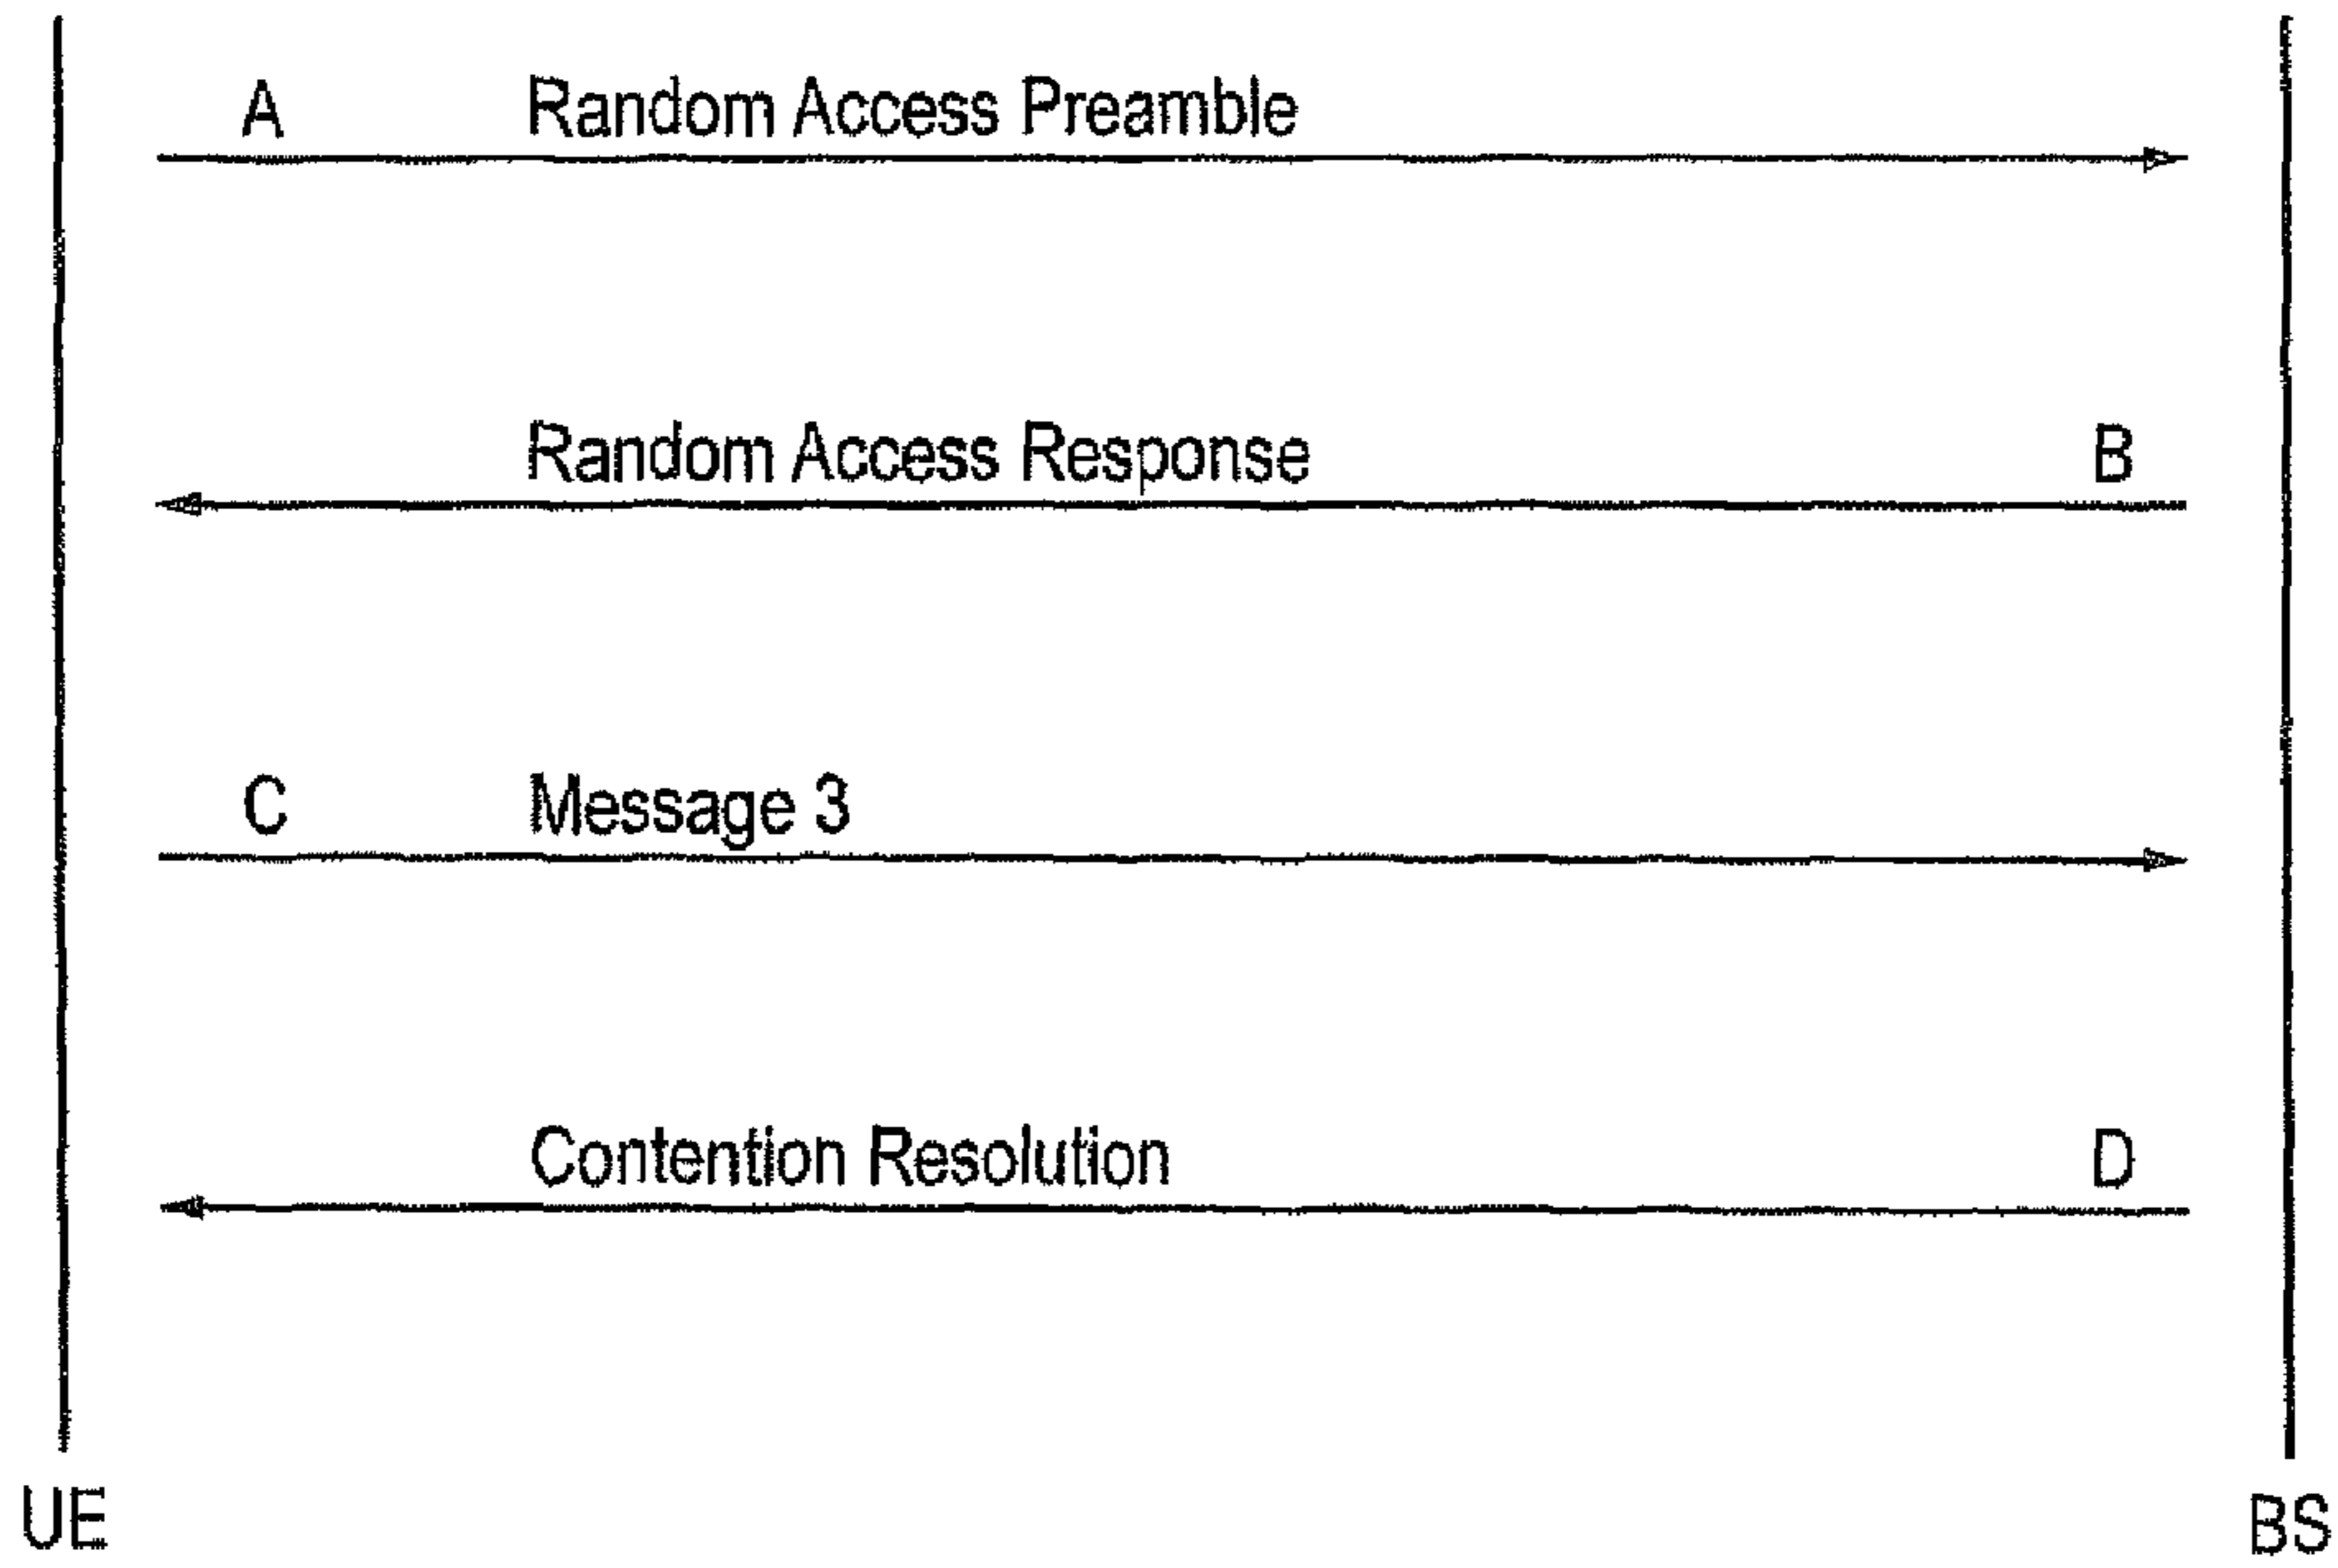 A Random Access Preamble
Random Access Response B
C Message 3
Contention Resolution D
UE BS